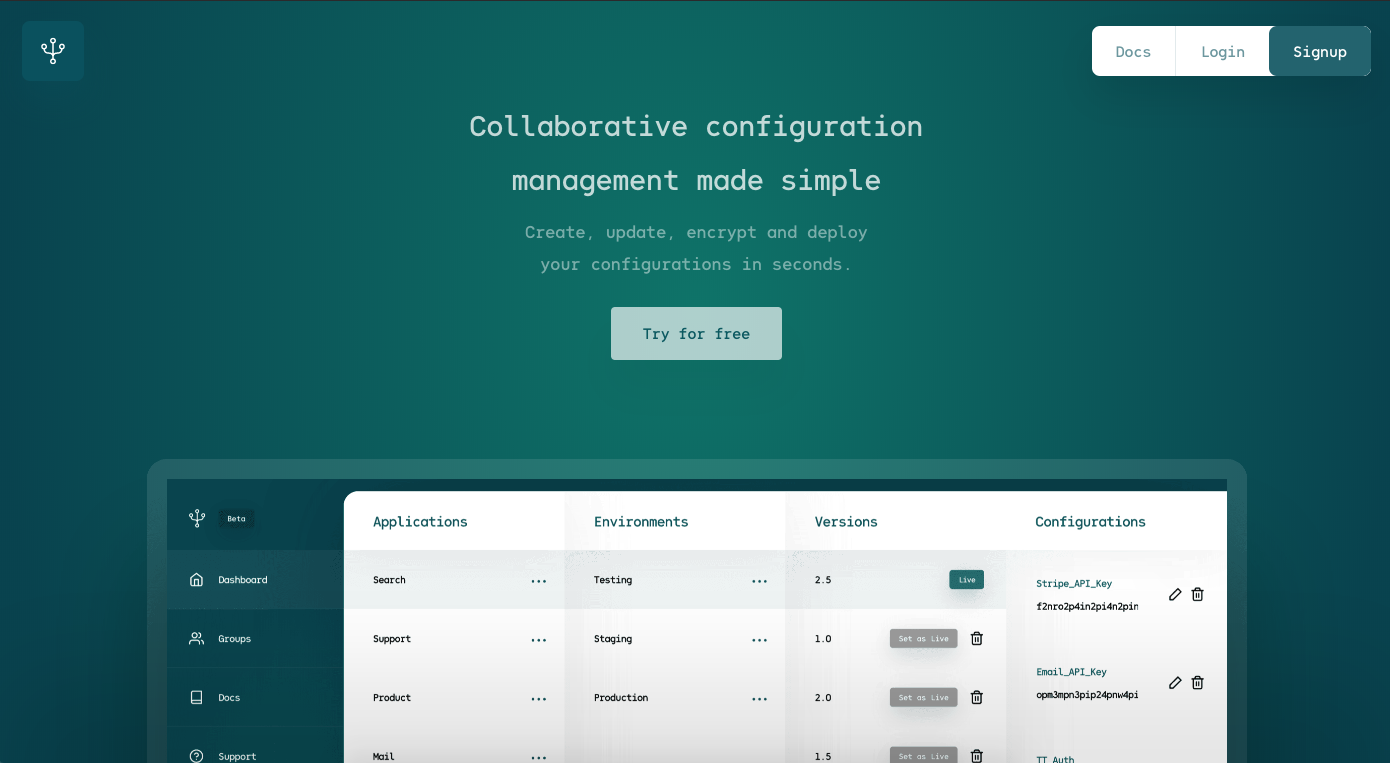 Docs Login Signup
Collaborative configuration
management made simple
Create, update, encrypt and deploy
your configurations in seconds.
Try for free
Beta Applications Environments Versions Configurations
Dashboard Search ... Testing ... 2.5 Live
Stripe_API_Key
f2nro2p4in2pi4n2pin
Groups Support ... Staging ... 1.0 Set as Live
Email_API_Key
opm3mpn3pip24pnw4pi
Docs Product ... Production ... 2.0 Set as Live
Support Mail ... ... 1.5 Set as Live
TT_Auth